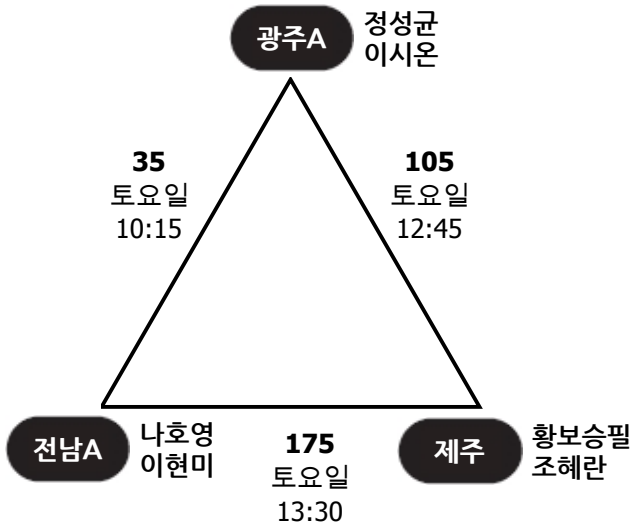 광주A
정성균
이시온
35
토요일
10:15
105
토요일
12:45
전남A
나호영
이현미
175
토요일
13:30
제주
황보승필
조혜란